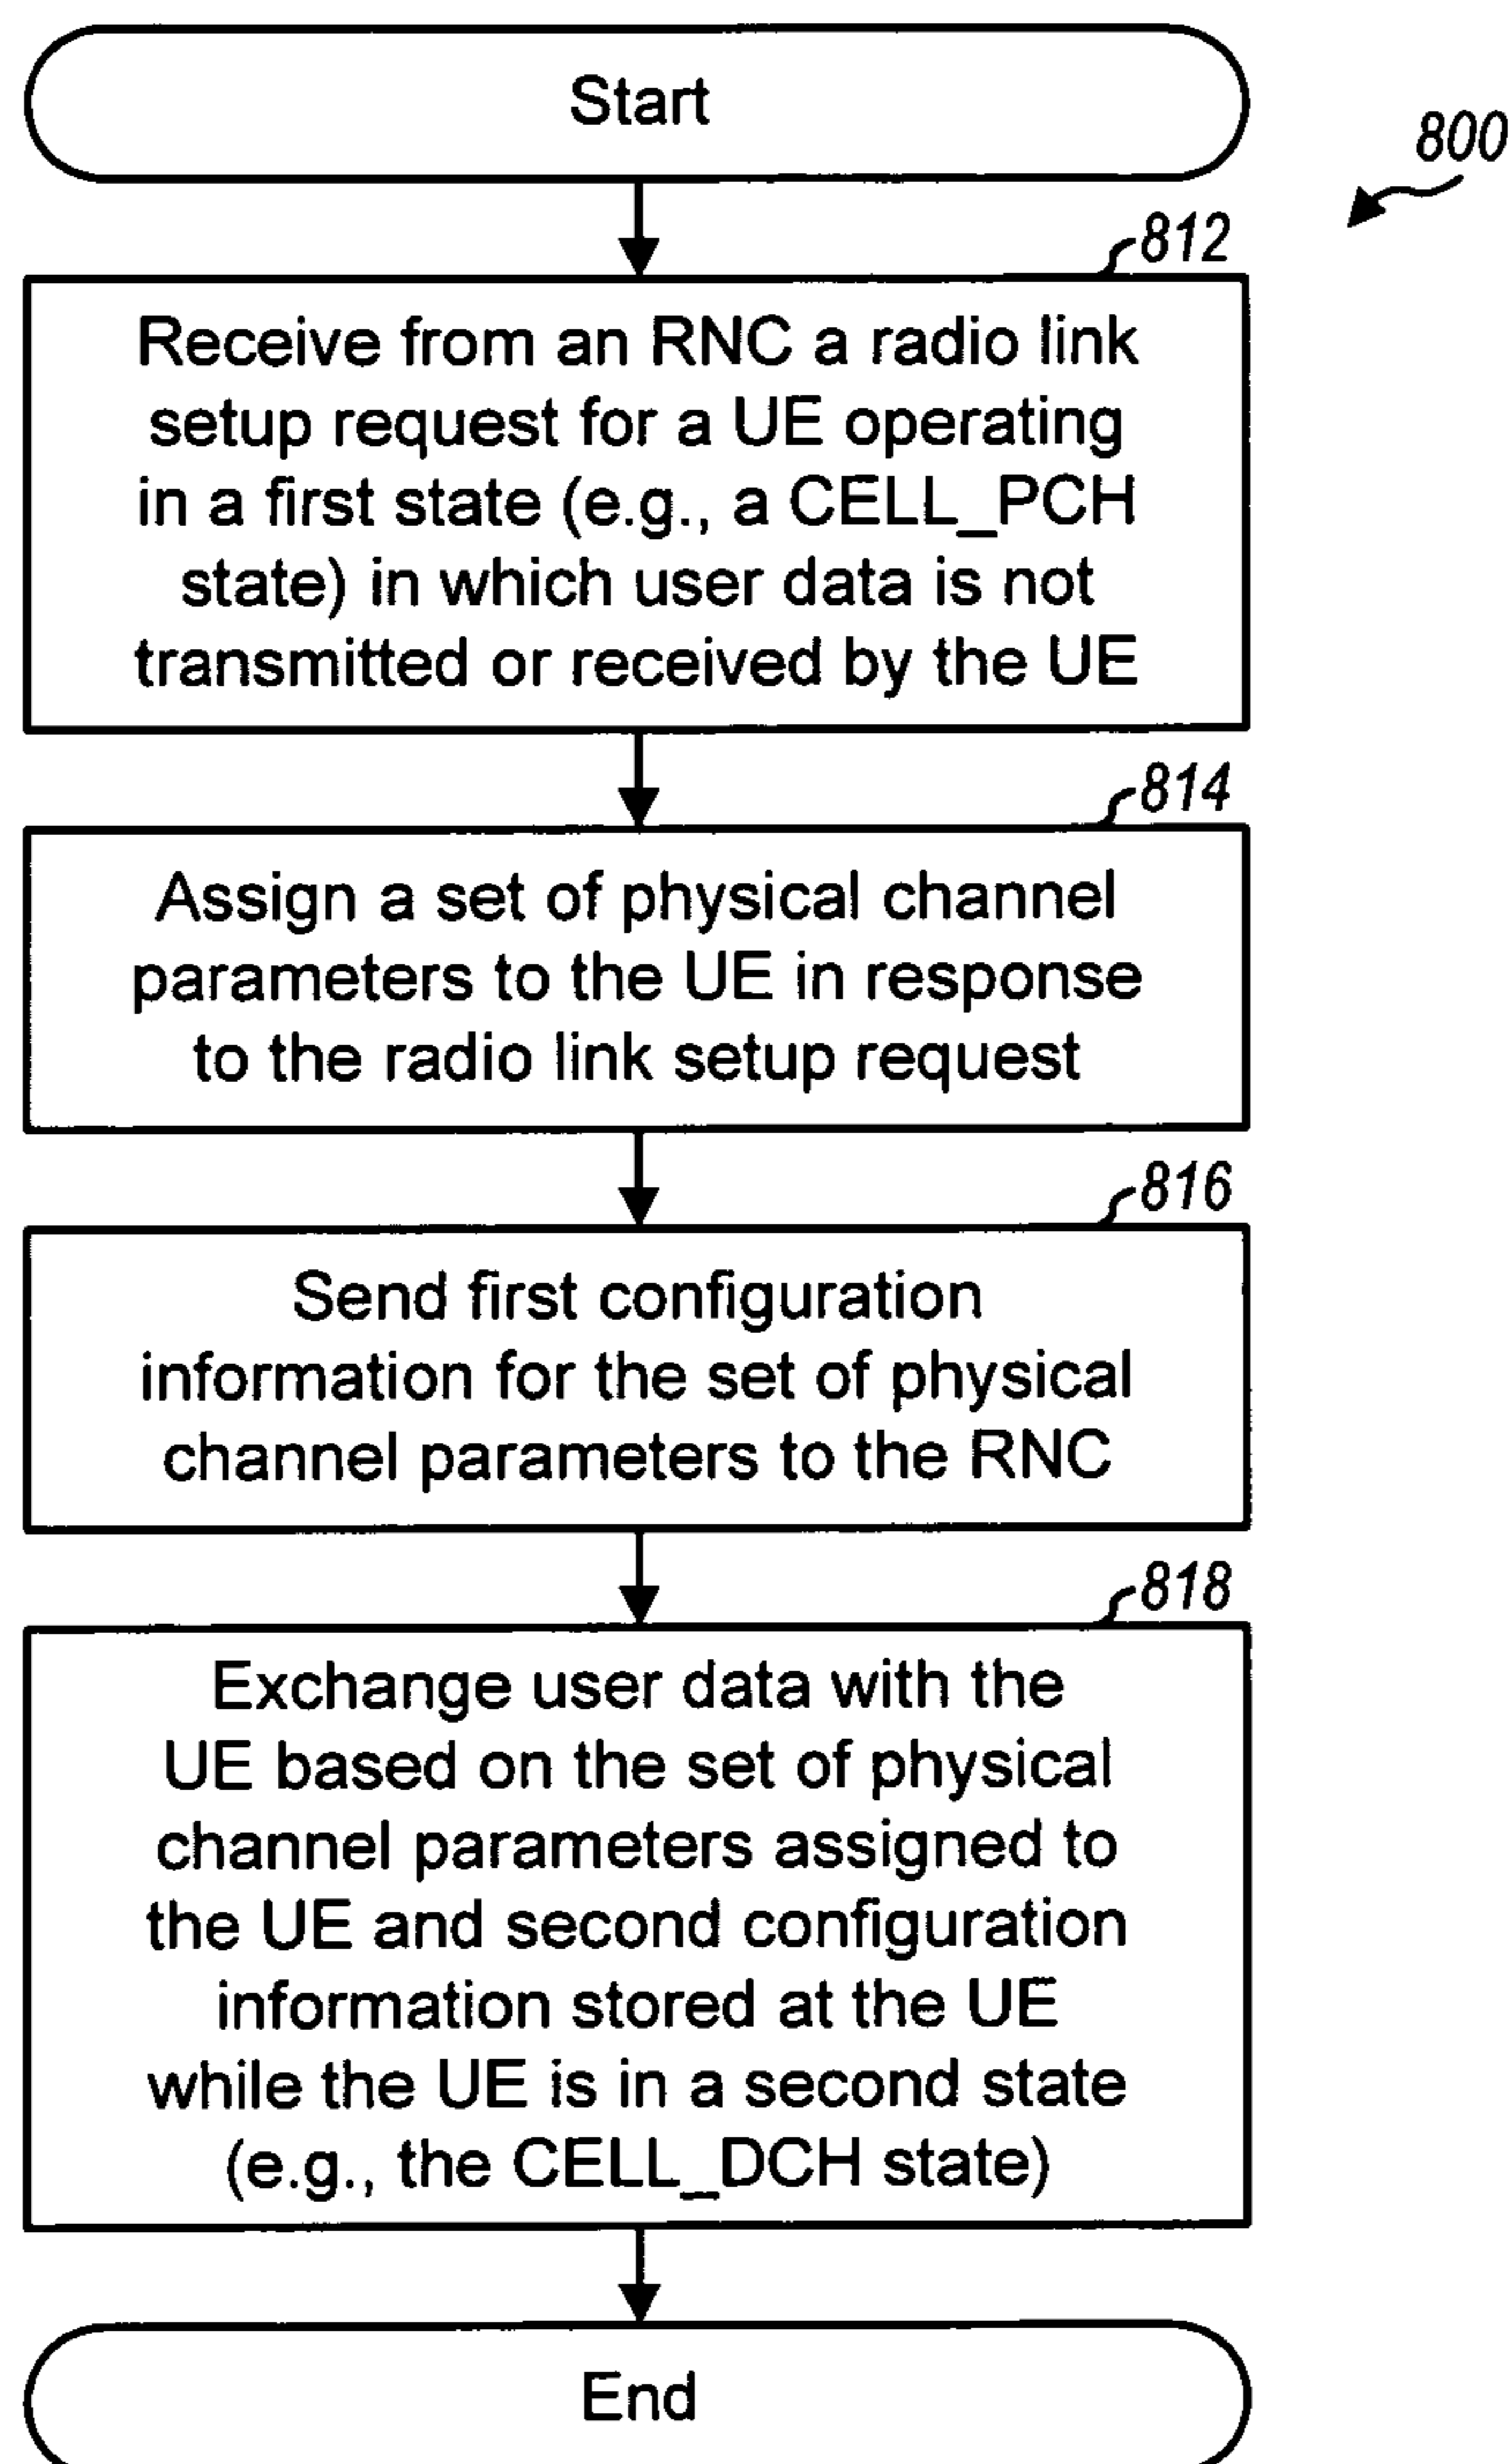 Start
800
812
Receive from an RNC a radio link
setup request for a UE operating
in a first state (e.g., a CELL_PCH
state) in which user data is not
transmitted or received by the UE
814
Assign a set of physical channel
parameters to the UE in response
to the radio link setup request
816
Send first configuration
information for the set of physical
channel parameters to the RNC
818
Exchange user data with the
UE based on the set of physical
channel parameters assigned to
the UE and second configuration
information stored at the UE
while the UE is in a second state
(e.g., the CELL_DCH state)
End